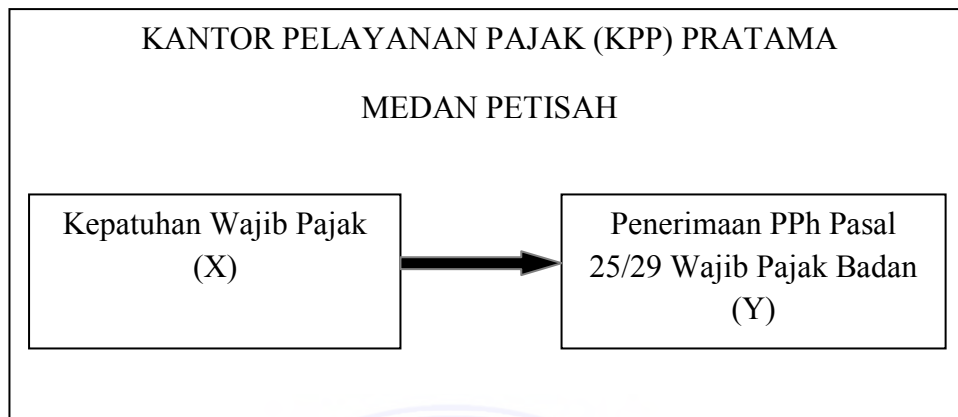 KANTOR PELAYANAN PAJAK (KPP) PRATAMA
MEDAN PETISAH
Kepatuhan Wajib Pajak
(X)
Penerimaan PPh Pasal
25/29 Wajib Pajak Badan
(Y)